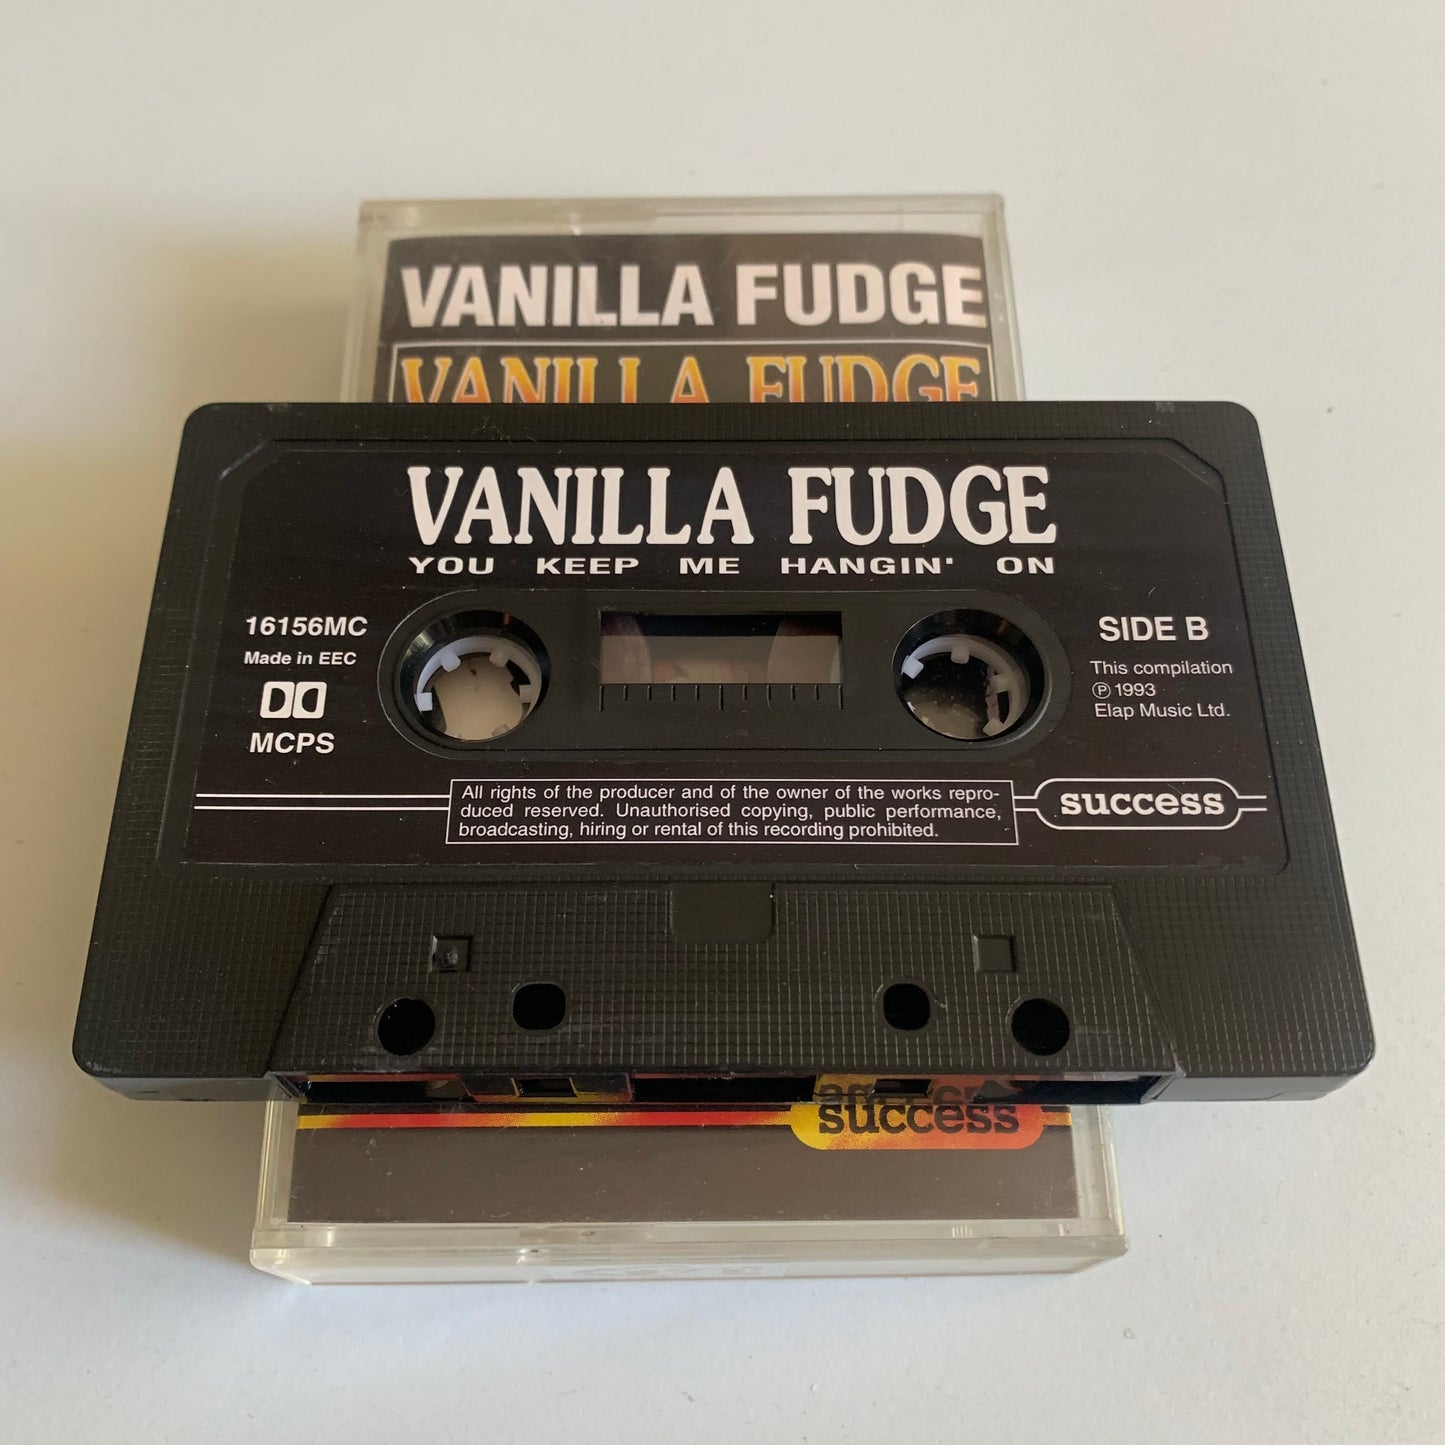 VANILLA FUDGE
VANILLA FUDGE
VANILLA FUDGE
YOU KEEP ME HANGIN' ON
16156MC
Made in EEC
MCPS
SIDE B
This compilation
Ⓟ 1993
Elap Music Ltd.
All rights of the producer and of the owner of the works repro-
duced reserved. Unauthorised copying, public performance,
broadcasting, hiring or rental of this recording prohibited.
success
success